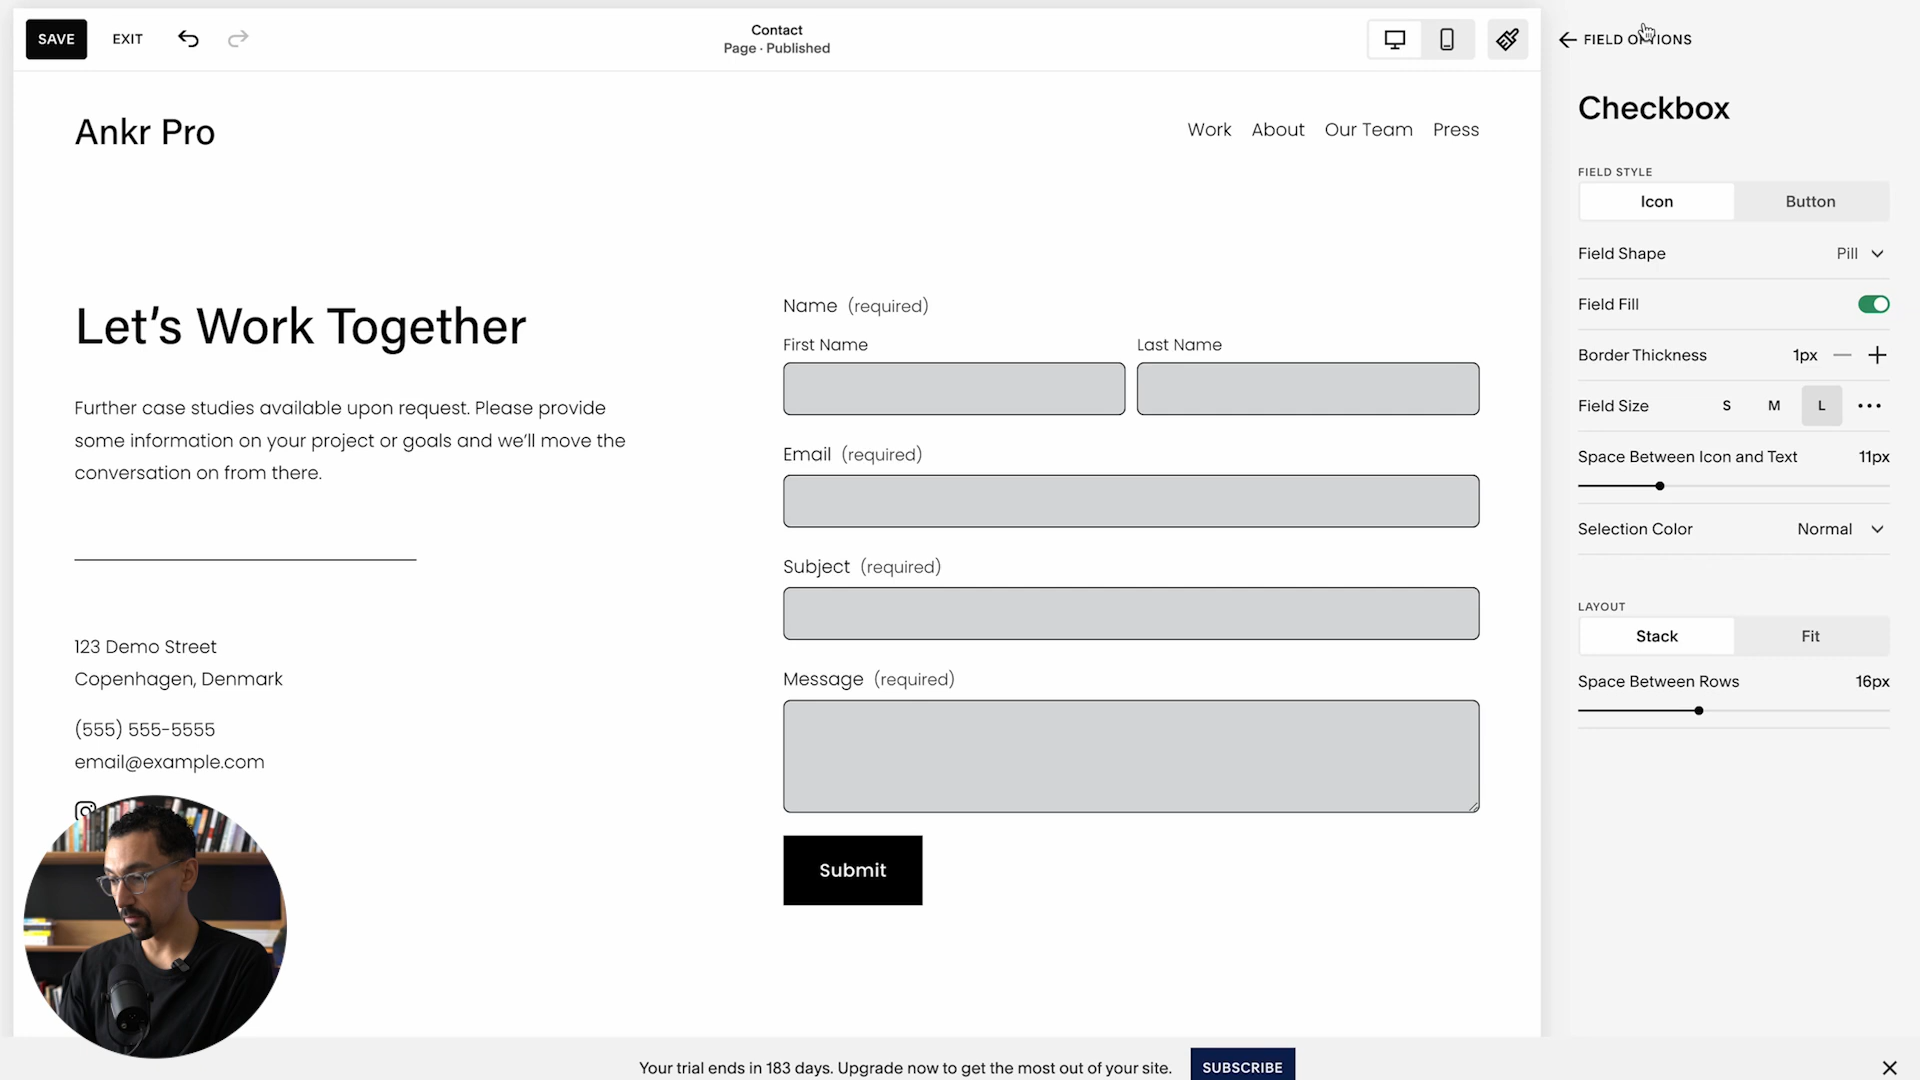 SAVE
EXIT
Contact
Page · Published
FIELD OPTIONS
Ankr Pro
Work
About
Our Team
Press
Let's Work Together
Further case studies available upon request. Please provide
some information on your project or goals and we'll move the
conversation on from there.
123 Demo Street
Copenhagen, Denmark
(555) 555-5555
email@example.com
Name (required)
First Name
Last Name
Email (required)
Subject (required)
Message (required)
Submit
Checkbox
FIELD STYLE
Icon
Button
Field Shape
Pill
Field Fill
Border Thickness
1px
Field Size
S
M
L
Space Between Icon and Text
11px
Selection Color
Normal
LAYOUT
Stack
Fit
Space Between Rows
16px
Your trial ends in 183 days. Upgrade now to get the most out of your site.
SUBSCRIBE